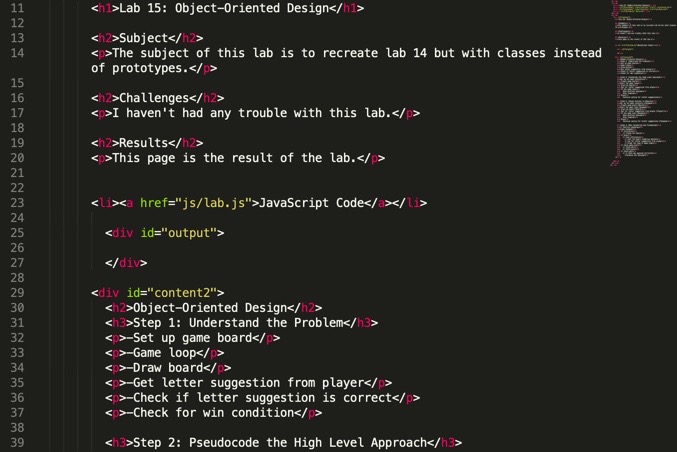 11 <h1>Lab 15: Object-Oriented Design</h1>
12
13 <h2>Subject</h2>
14 <p>The subject of this lab is to recreate lab 14 but with classes instead
of prototypes.</p>
15
16 <h2>Challenges</h2>
17 <p>I haven't had any trouble with this lab.</p>
18
19 <h2>Results</h2>
20 <p>This page is the result of the lab.</p>
21
22
23 <li><a href="js/lab.js">JavaScript Code</a></li>
24
25 <div id="output">
26
27 </div>
28
29 <div id="content2">
30 <h2>Object-Oriented Design</h2>
31 <h3>Step 1: Understand the Problem</h3>
32 <p>-Set up game board</p>
33 <p>-Game loop</p>
34 <p>-Draw board</p>
35 <p>-Get letter suggestion from player</p>
36 <p>-Check if letter suggestion is correct</p>
37 <p>-Check for win condition</p>
38
39 <h3>Step 2: Pseudocode the High Level Approach</h3>